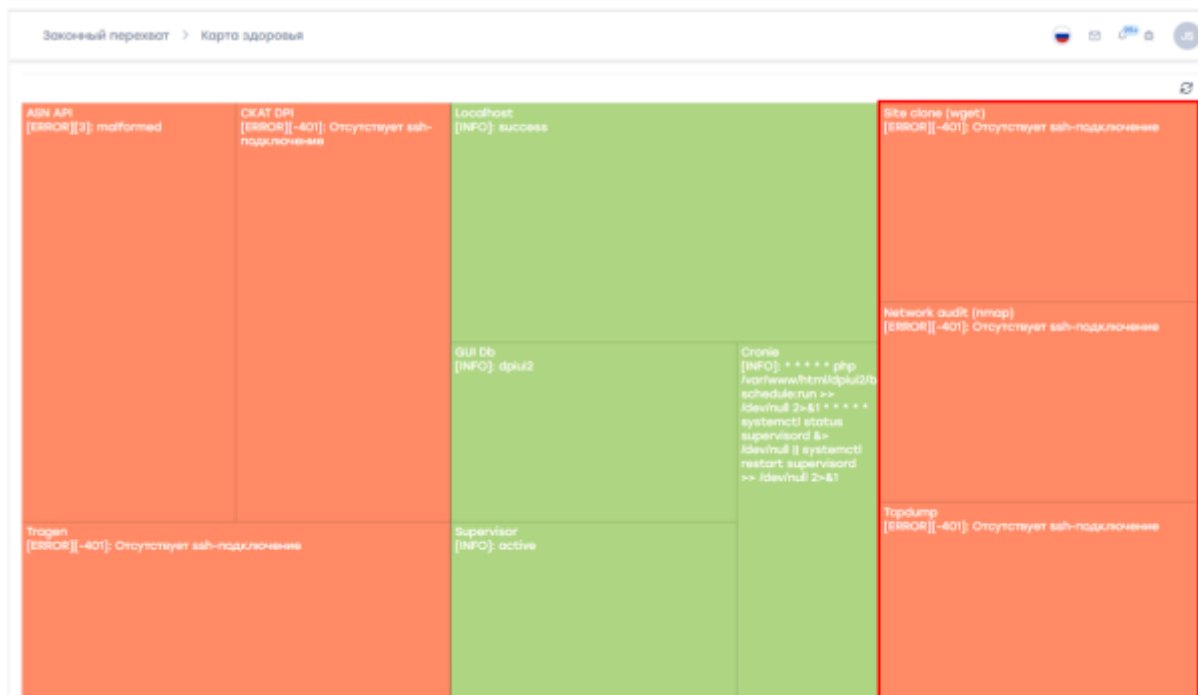 Законный перехват > Карта здоровья
99+
JS
ASN API
[ERROR][3]: malformed
СКАТ DPI
[ERROR][-401]: Отсутствует ssh-
подключение
Localhost
[INFO]: success
Site clone (wget)
[ERROR][-401]: Отсутствует ssh-подключение
Network audit (nmap)
[ERROR][-401]: Отсутствует ssh-подключение
GUI Db
[INFO]: dpiui2
Cronie
[INFO]: * * * * * php
/var/www/html/dpiui2/b
schedule:run >>
/dev/null 2>&1 * * * * *
systemctl status
supervisord &>
/dev/null || systemctl
restart supervisord
>> /dev/null 2>&1
Tcpdump
[ERROR][-401]: Отсутствует ssh-подключение
Tragen
[ERROR][-401]: Отсутствует ssh-подключение
Supervisor
[INFO]: active